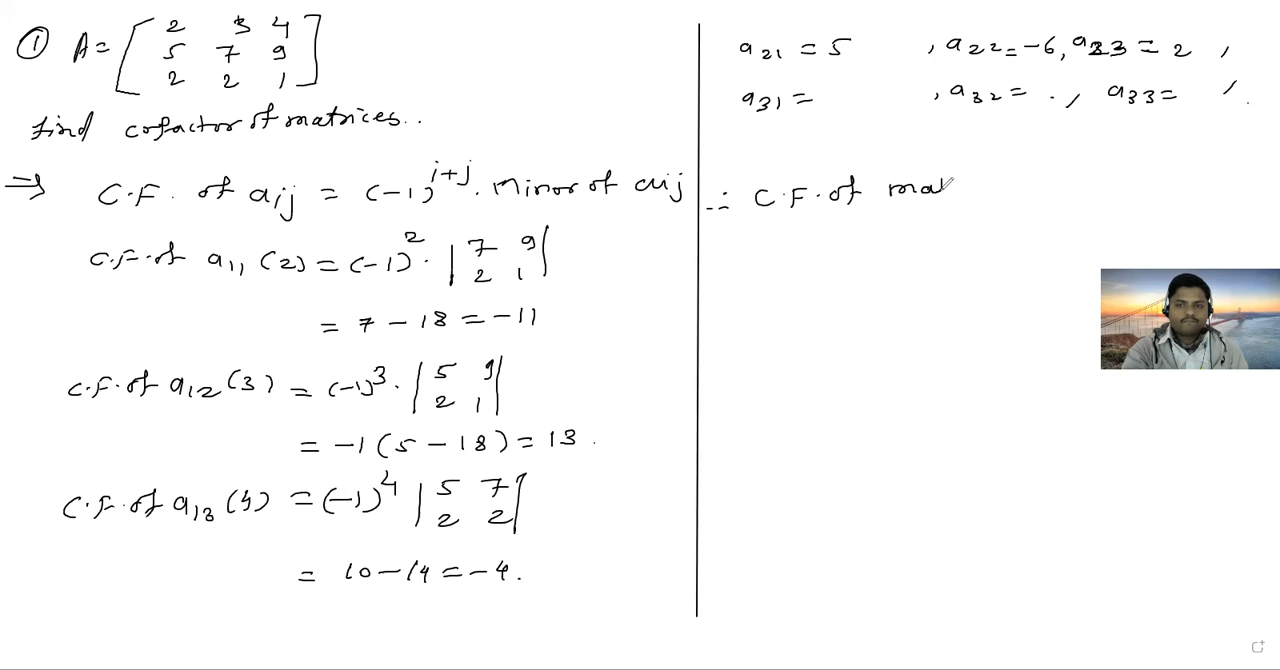 ① A = [ 2 3 4
5 7 9
2 2 1 ]
find cofactor of matrices..
⇒ C.F. of aij = (-1)^i+j . Minor of aij
C.F. of a11 (2) = (-1)^2 . | 7 9
2 1 |
= 7 - 18 = -11
C.F. of a12 (3) = (-1)^3 . | 5 9
2 1 |
= -1 (5 - 18) = 13 .
C.F. of a13 (4) = (-1)^4 | 5 7
2 2 |
= 10 - 14 = -4.
a21 = 5 , a22 = -6, a23 = 2 ,
a31 = , a32 = . , a33 = ,
∴ C.F. of mat